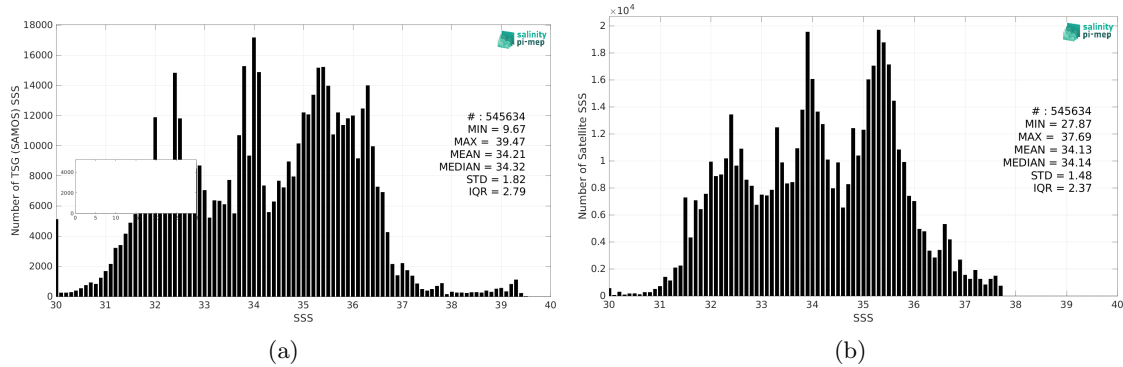 18000
16000
14000
12000
10000
8000
6000
4000
2000
0
Number of TSG (SAMOS) SSS
30 31 32 33 34 35 36 37 38 39 40
SSS
4000
2000
0
0 5 10
salinity
pi-mep
# : 545634
MIN = 9.67
MAX = 39.47
MEAN = 34.21
MEDIAN = 34.32
STD = 1.82
IQR = 2.79
(a)
×10⁴
2
1.8
1.6
1.4
1.2
1
0.8
0.6
0.4
0.2
0
Number of Satellite SSS
30 31 32 33 34 35 36 37 38 39 40
SSS
salinity
pi-mep
# : 545634
MIN = 27.87
MAX = 37.69
MEAN = 34.13
MEDIAN = 34.14
STD = 1.48
IQR = 2.37
(b)